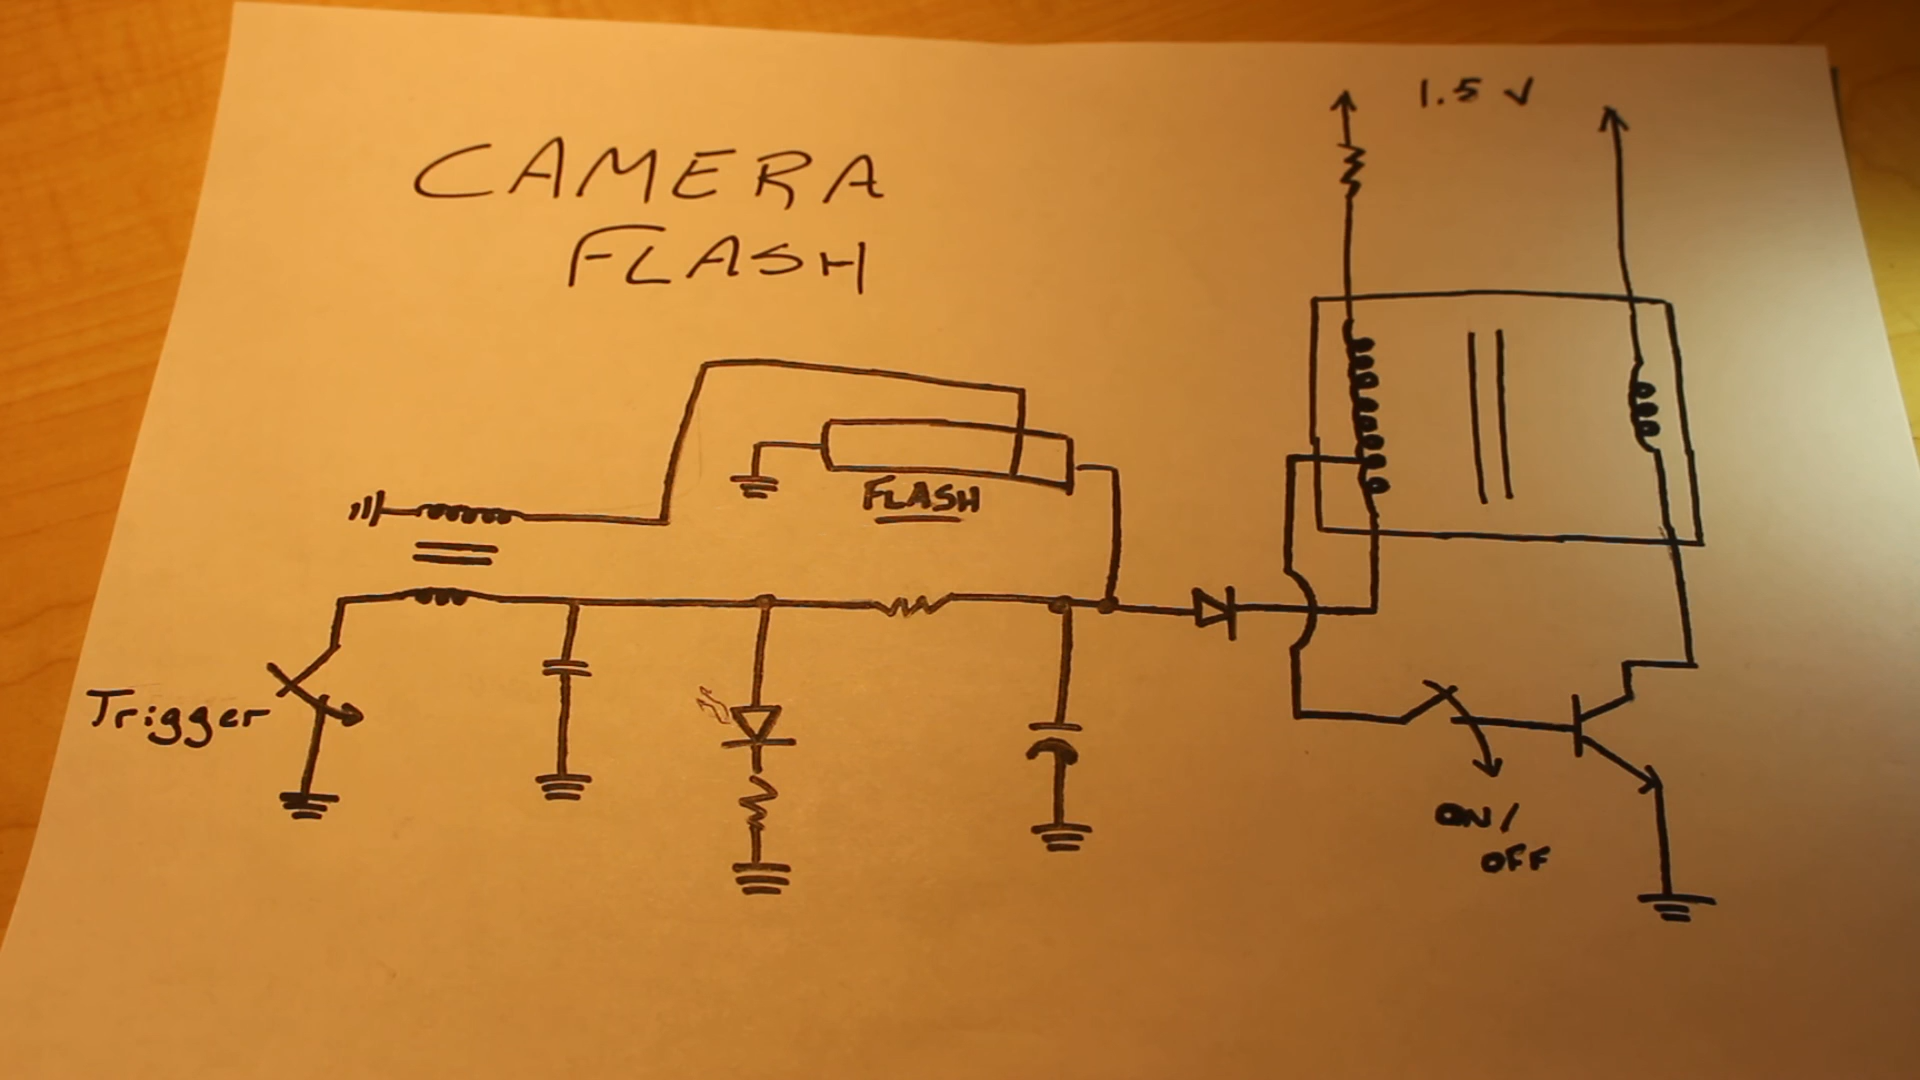 CAMERA
FLASH
1.5 V
FLASH
Trigger
ON/
OFF